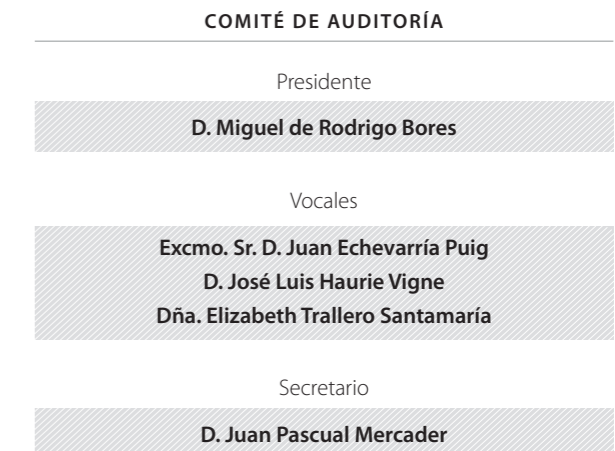 COMITÉ DE AUDITORÍA
Presidente
D. Miguel de Rodrigo Bores
Vocales
Excmo. Sr. D. Juan Echevarría Puig
D. José Luis Haurie Vigne
Dña. Elizabeth Trallero Santamaría
Secretario
D. Juan Pascual Mercader